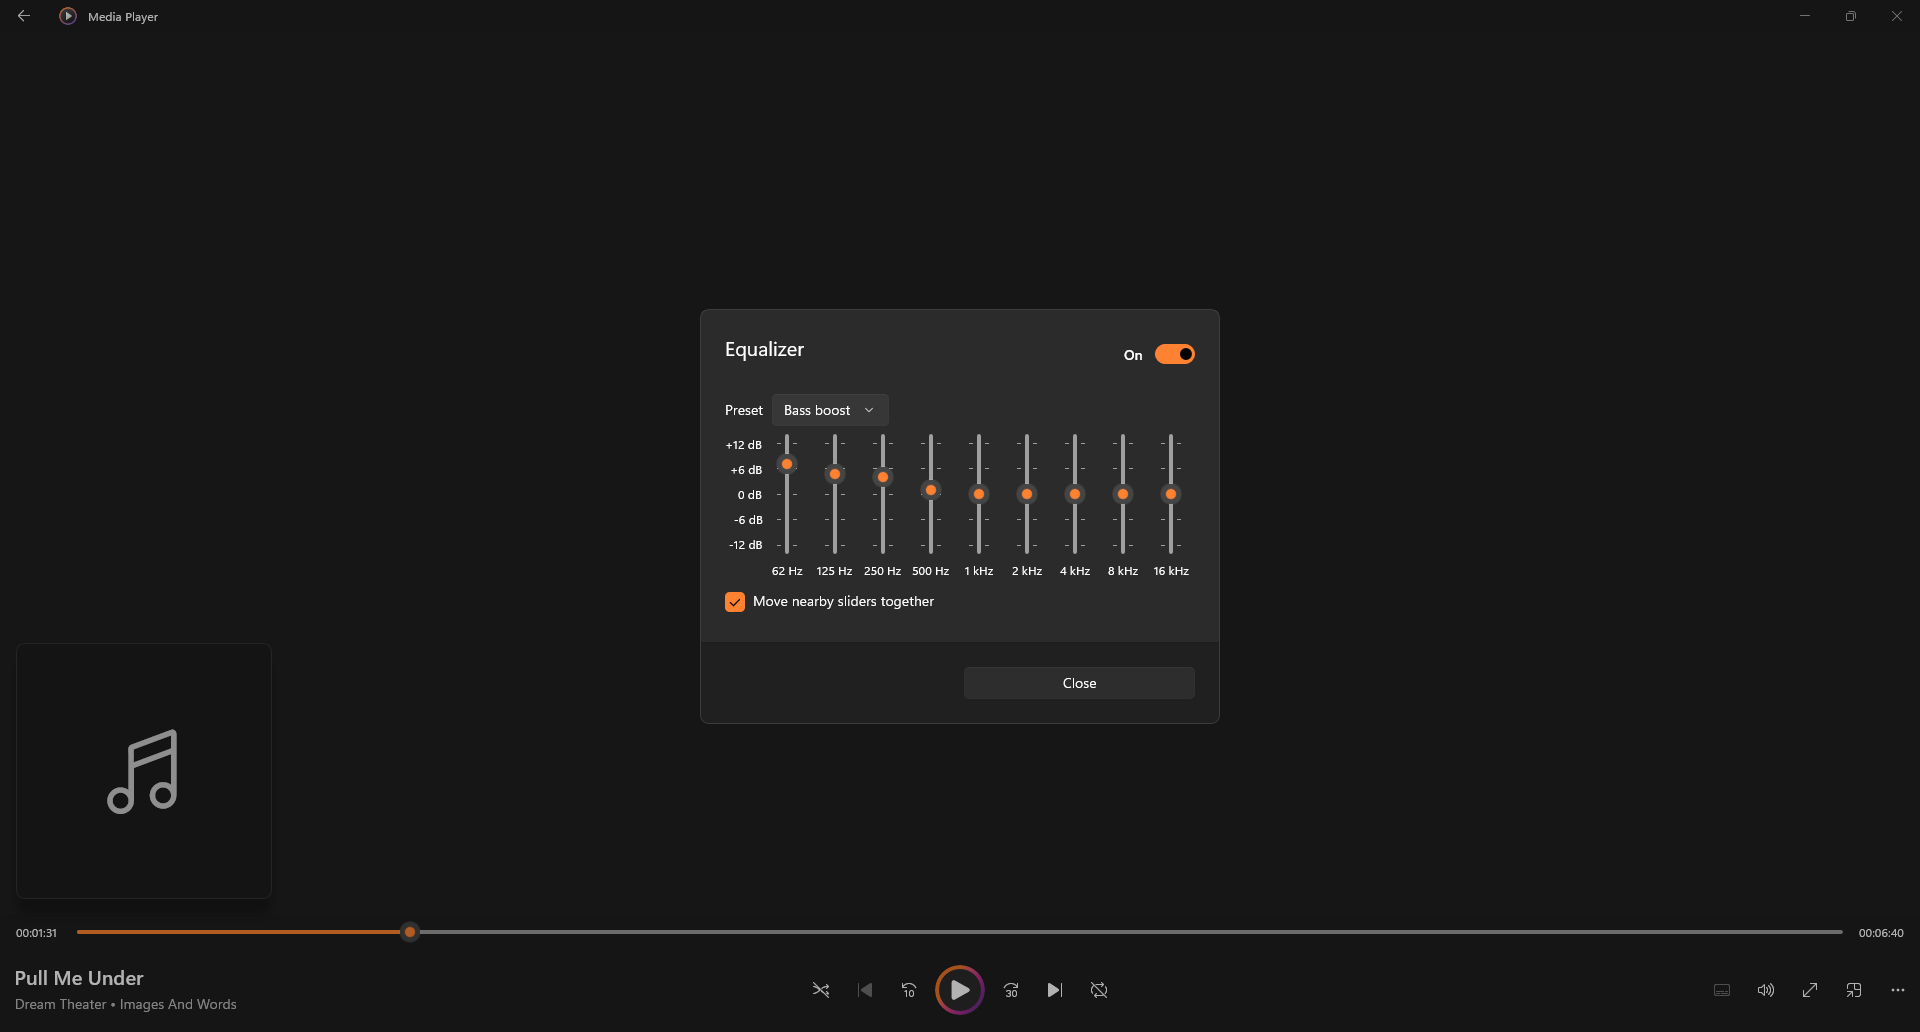 Media Player
Equalizer
On
Preset Bass boost
+12 dB
+6 dB
0 dB
-6 dB
-12 dB
62 Hz 125 Hz 250 Hz 500 Hz 1 kHz 2 kHz 4 kHz 8 kHz 16 kHz
Move nearby sliders together
Close
00:01:31 00:06:40
Pull Me Under
Dream Theater • Images And Words
10
30